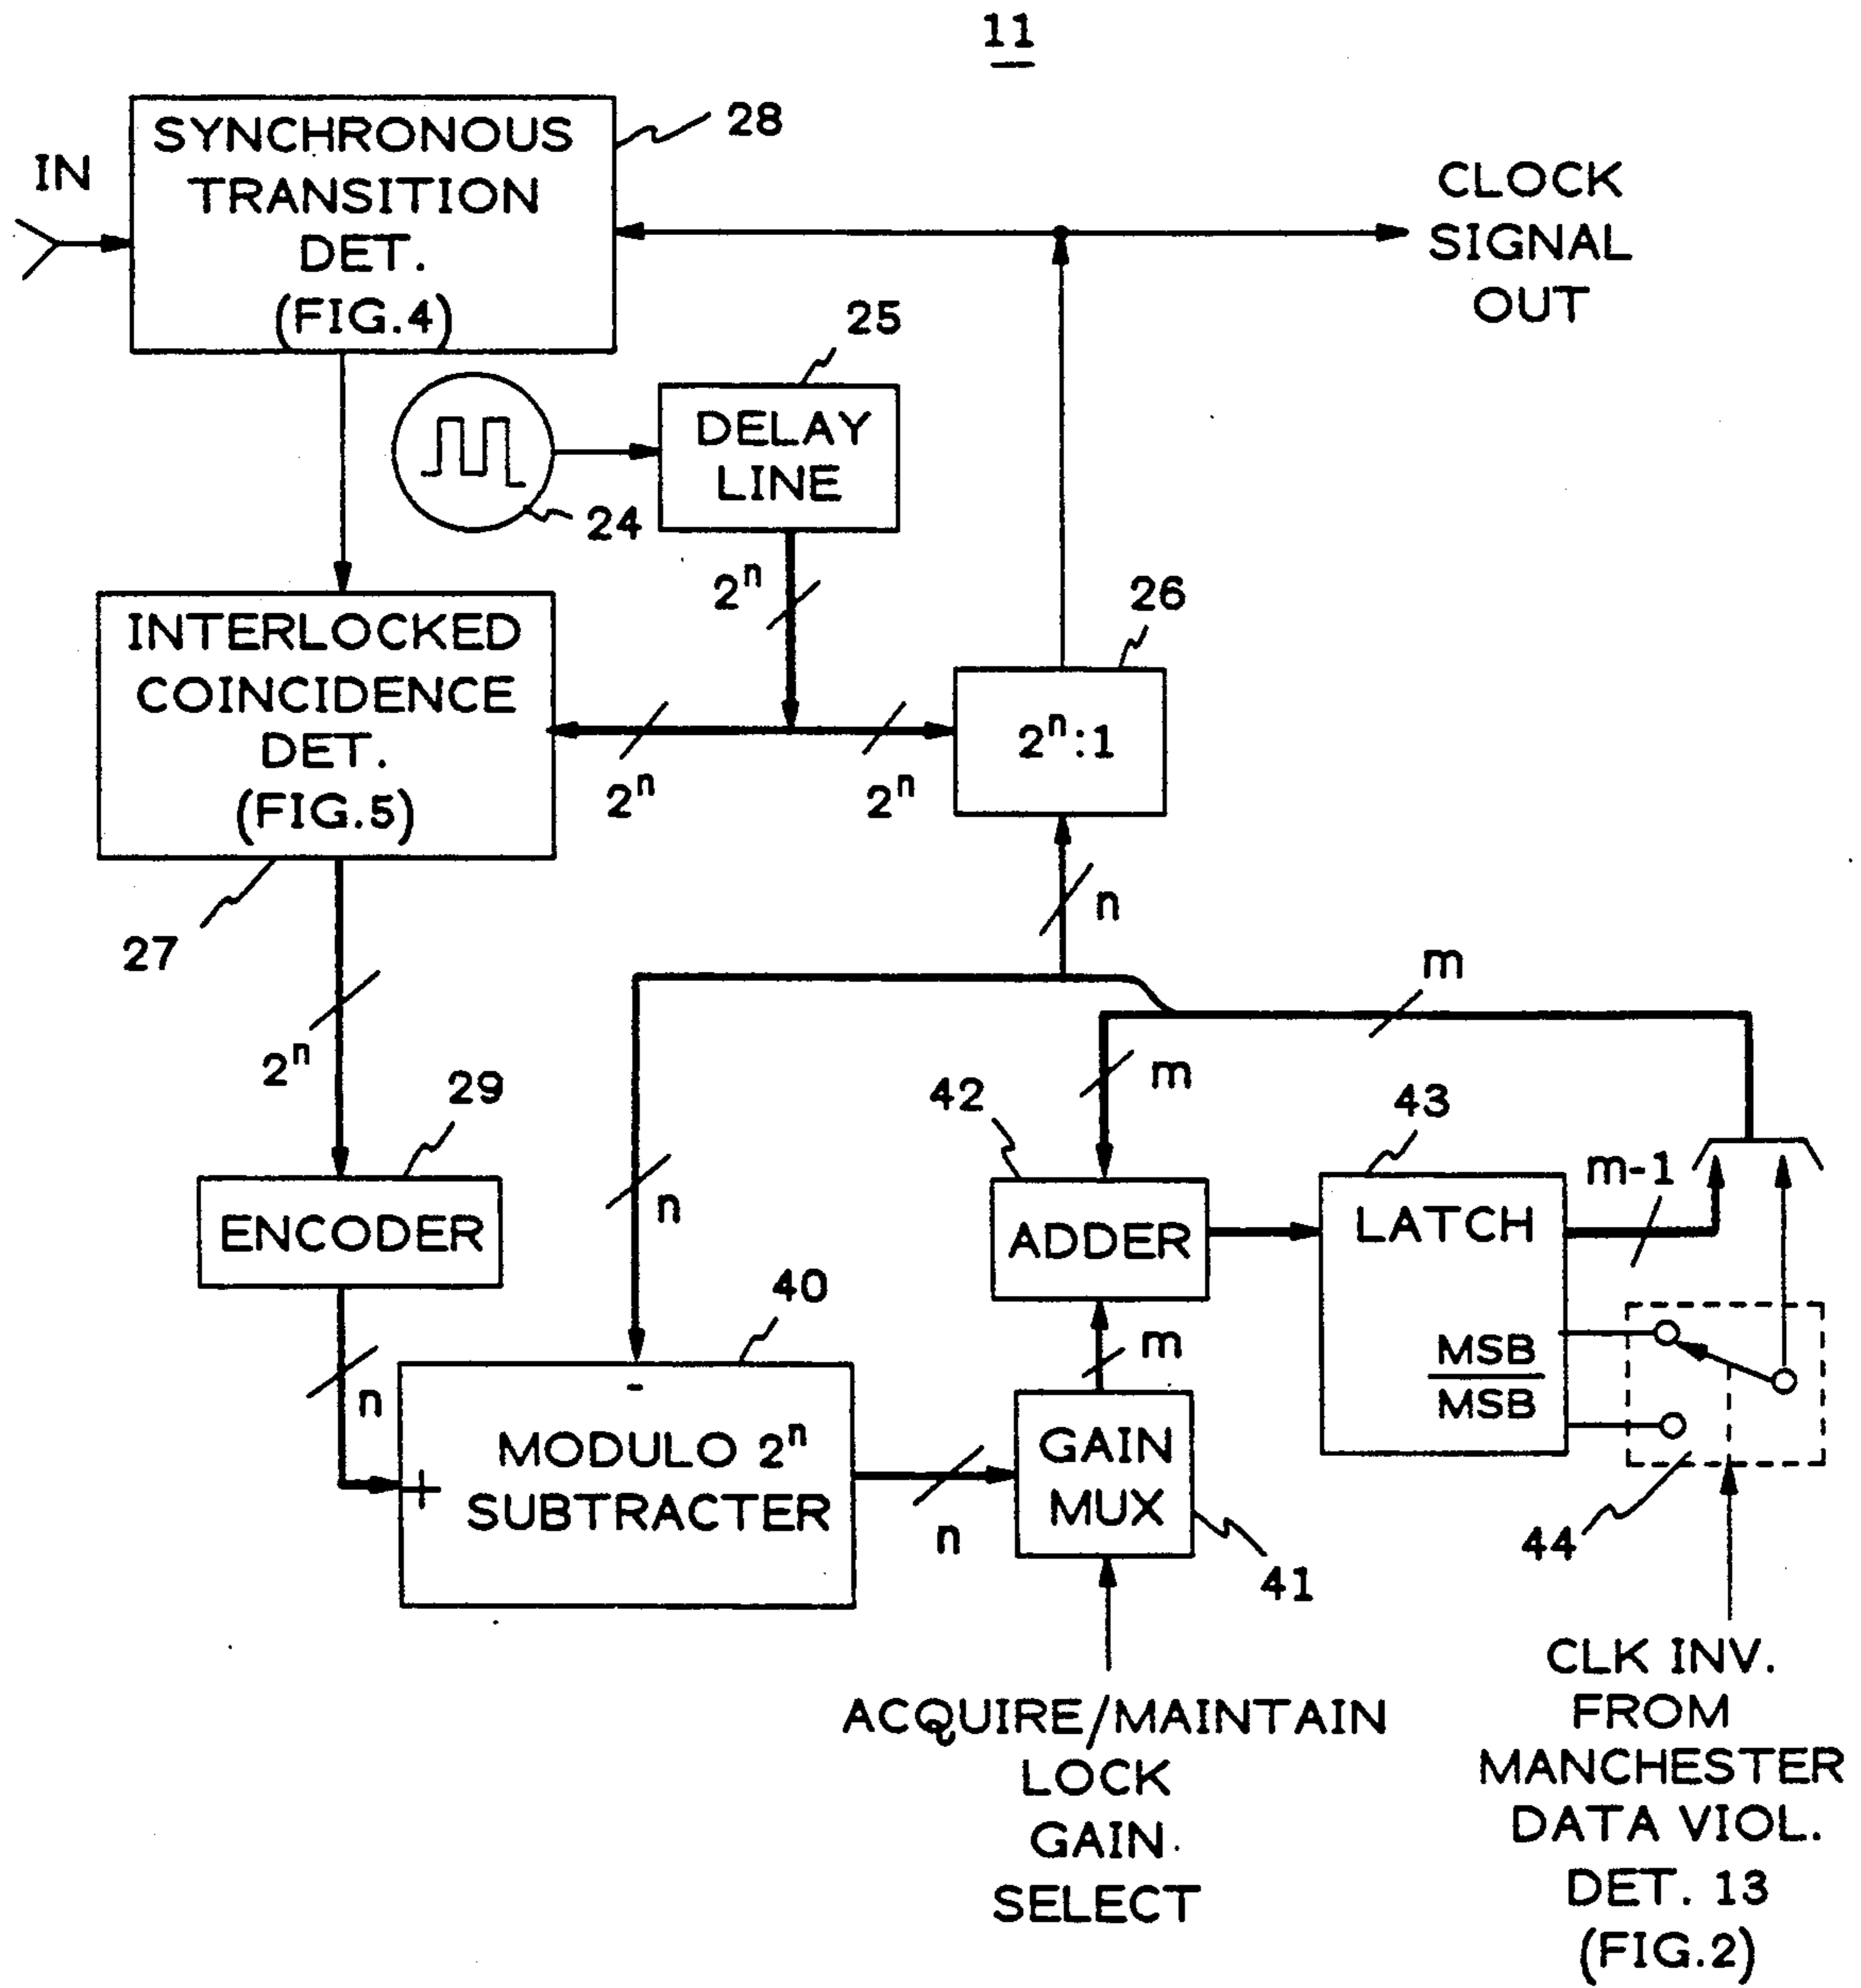 11
SYNCHRONOUS
TRANSITION
DET.
(FIG.4)
28
IN
CLOCK
SIGNAL
OUT
25
DELAY
LINE
24
2ⁿ
INTERLOCKED
COINCIDENCE
DET.
(FIG.5)
27
2ⁿ
2ⁿ
26
2ⁿ:1
n
m
2ⁿ
29
ENCODER
n
n
m
42
ADDER
43
LATCH
MSB
MSB
m-1
40
-
+
MODULO 2ⁿ
SUBTRACTER
n
m
GAIN
MUX
41
44
ACQUIRE/MAINTAIN
LOCK
GAIN
SELECT
CLK INV.
FROM
MANCHESTER
DATA VIOL.
DET. 13
(FIG.2)